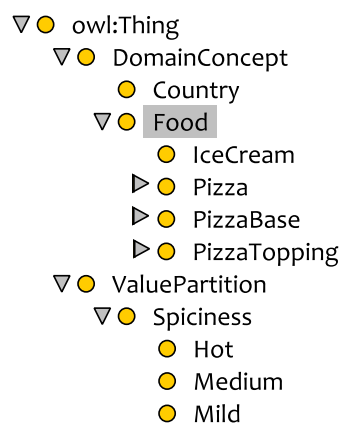 owl:Thing
DomainConcept
Country
Food
IceCream
Pizza
PizzaBase
PizzaTopping
ValuePartition
Spiciness
Hot
Medium
Mild